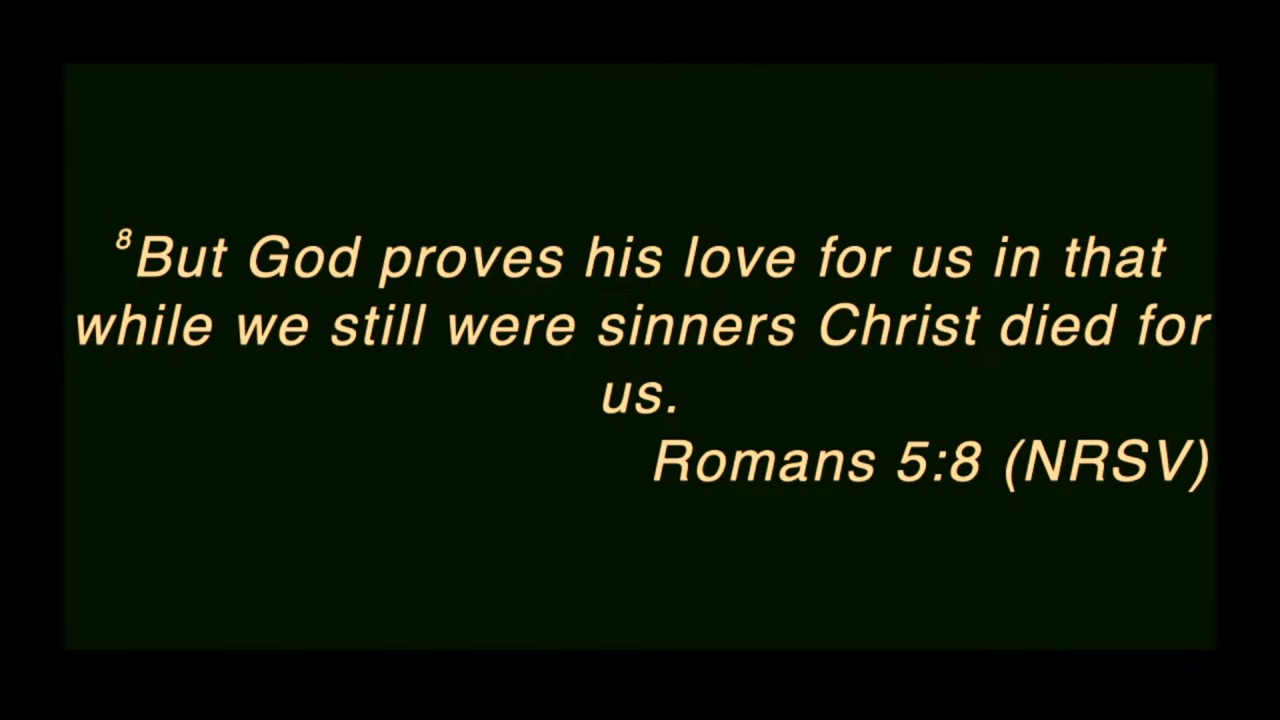 ⁸But God proves his love for us in that
while we still were sinners Christ died for
us.
Romans 5:8 (NRSV)